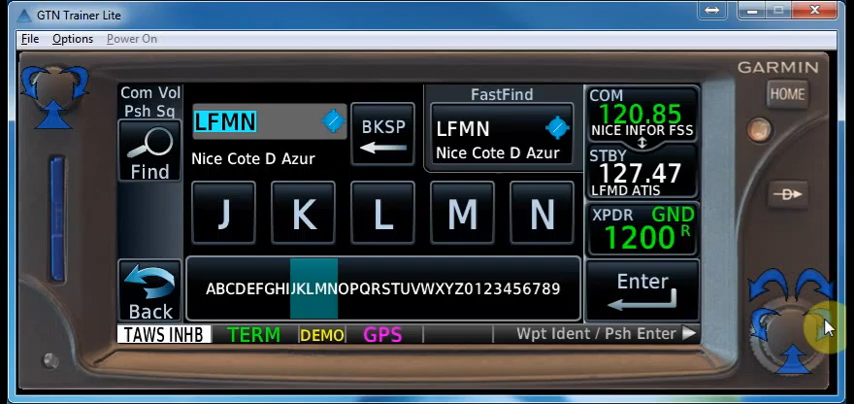 GTN Trainer Lite
File Options Power On
GARMIN
Com Vol
Psh Sq
Find
Back
LFMN
Nice Cote D Azur
BKSP
FastFind
LFMN
Nice Cote D Azur
COM
120.85
NICE INFOR FSS
STBY
127.47
LFMD ATIS
XPDR GND
1200 R
HOME
D
J K L M N
ABCDEFGHIJKLMNOPQRSTUVWXYZ0123456789
Enter
TAWS INHB TERM DEMO GPS Wpt Ident / Psh Enter